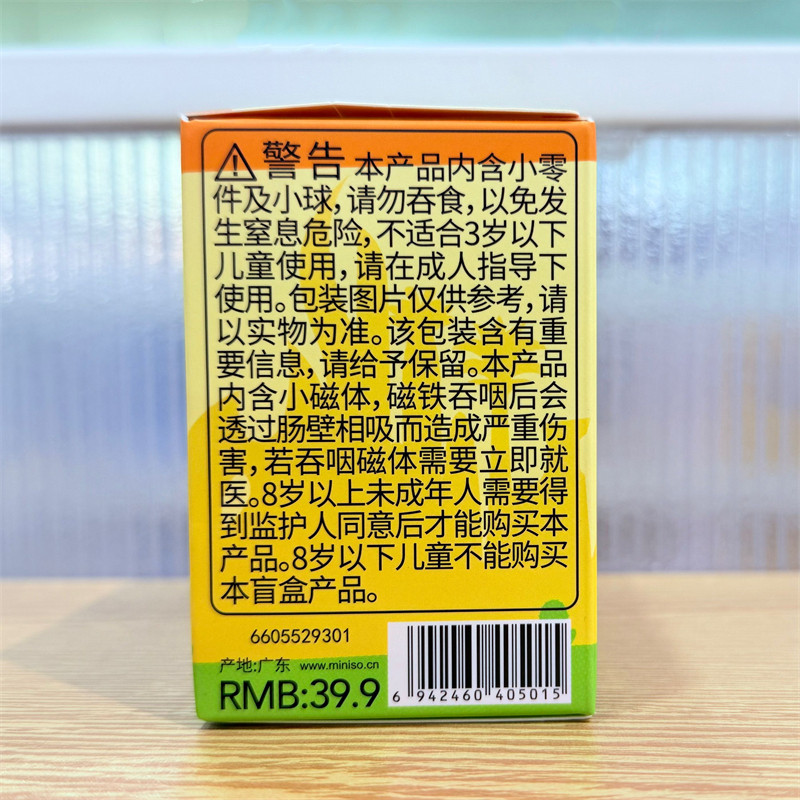 ⚠警告 本产品内含小零
件及小球,请勿吞食,以免发
生窒息危险,不适合3岁以下
儿童使用,请在成人指导下
使用。包装图片仅供参考,请
以实物为准。该包装含有重
要信息,请给予保留。本产品
内含小磁体,磁铁吞咽后会
透过肠壁相吸而造成严重伤
害,若吞咽磁体需要立即就
医。8岁以上未成年人需要得
到监护人同意后才能购买本
产品。8岁以下儿童不能购买
本盲盒产品。
6605529301
产地:广东 www.miniso.cn
RMB:39.9
6 942460 405015